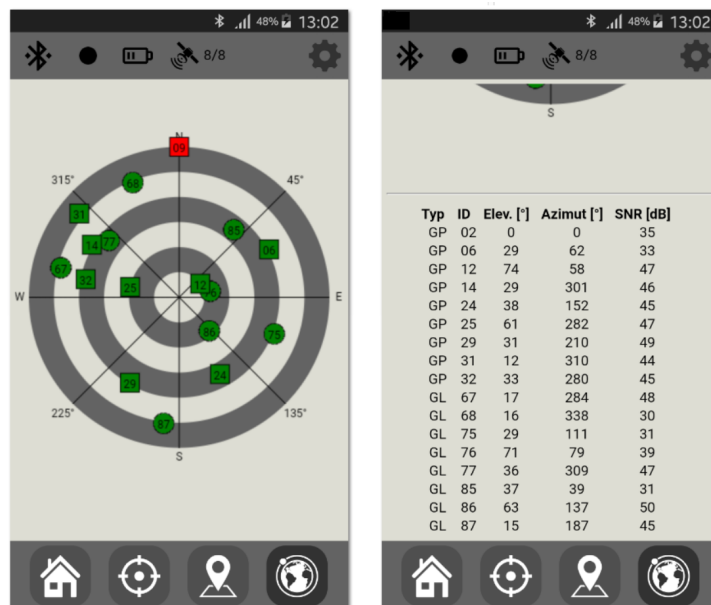 48% 13:02
8/8
N
09
68
315°
45°
31
85
14
77
06
67
32
12
76
25
W
E
86
75
24
29
225°
135°
87
S
48% 13:02
8/8
S
Typ ID Elev. [°] Azimut [°] SNR [dB]
GP 02 0 0 35
GP 06 29 62 33
GP 12 74 58 47
GP 14 29 301 46
GP 24 38 152 45
GP 25 61 282 47
GP 29 31 210 49
GP 31 12 310 44
GP 32 33 280 45
GL 67 17 284 48
GL 68 16 338 30
GL 75 29 111 31
GL 76 71 79 39
GL 77 36 309 47
GL 85 37 39 31
GL 86 63 137 50
GL 87 15 187 45